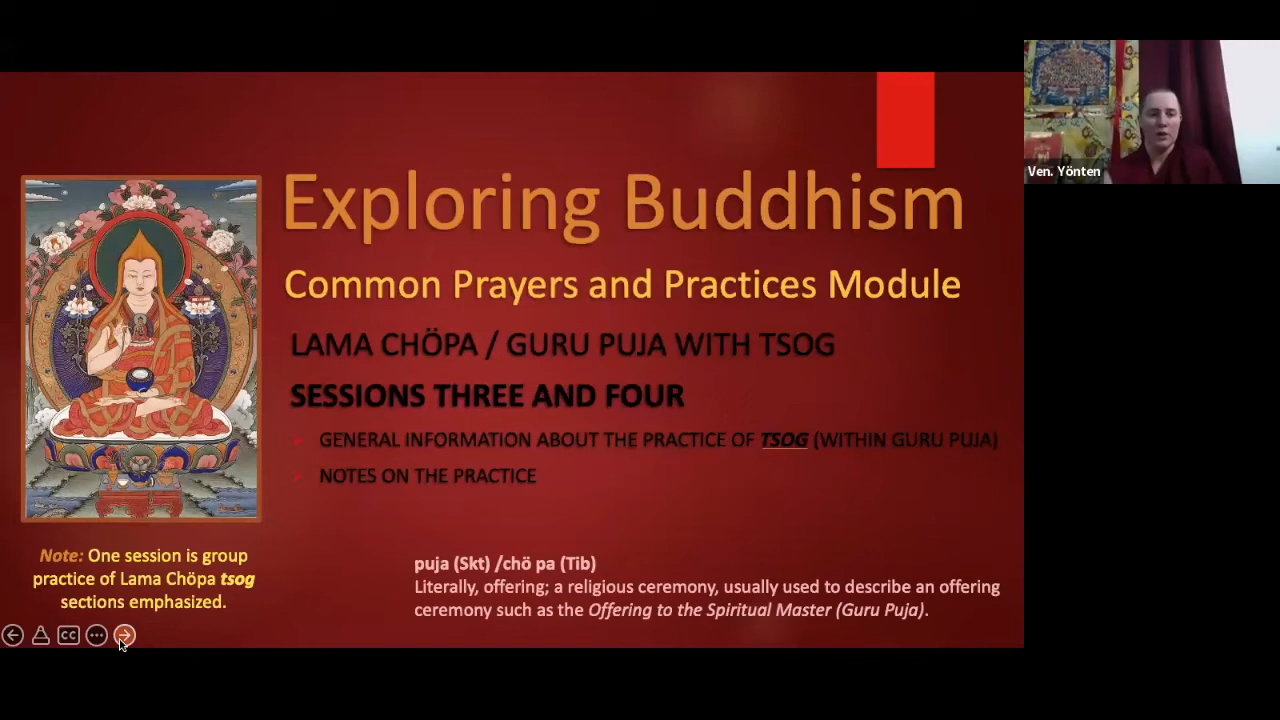 Exploring Buddhism
Common Prayers and Practices Module
LAMA CHÖPA / GURU PUJA WITH TSOG
SESSIONS THREE AND FOUR
GENERAL INFORMATION ABOUT THE PRACTICE OF TSOG (WITHIN GURU PUJA)
NOTES ON THE PRACTICE
Note: One session is group
practice of Lama Chöpa tsog
sections emphasized.
puja (Skt) /chö pa (Tib)
Literally, offering; a religious ceremony, usually used to describe an offering
ceremony such as the Offering to the Spiritual Master (Guru Puja).
CC
Ven. Yönten